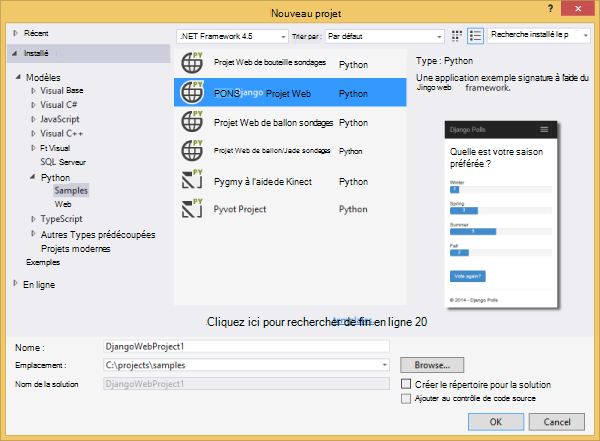 Nouveau projet
Récent
.NET Framework 4.5
Trier par :
Par défaut
Recherche installé le p
Installé
Modèles
Visual Base
Visual C#
JavaScript
Visual C++
Ft Visual
SQL Serveur
Python
Samples
Web
TypeScript
Autres Types prédécoupées
Projets modernes
Exemples
En ligne
Projet Web de bouteille sondages Python
PONS Django Projet Web Python
Projet Web de ballon sondages Python
Projet Web de ballon/Jade sondages Python
Pygmy à l'aide de Kinect Python
Pyvot Project Python
Cliquez ici pour rechercher de fin en ligne 20
Type : Python
Une application exemple signature à l'aide du
Jingo web framework.
Django Polls
Quelle est votre saison
préférée ?
Winter
Spring
Summer
Fall
Vote again?
© 2014 - Django Polls
Nome :
DjangoWebProject1
Emplacement :
C:\projects\samples
Browse...
Nom de la solution
DjangoWebProject1
Créer le répertoire pour la solution
Ajouter au contrôle de code source
OK
Cancel